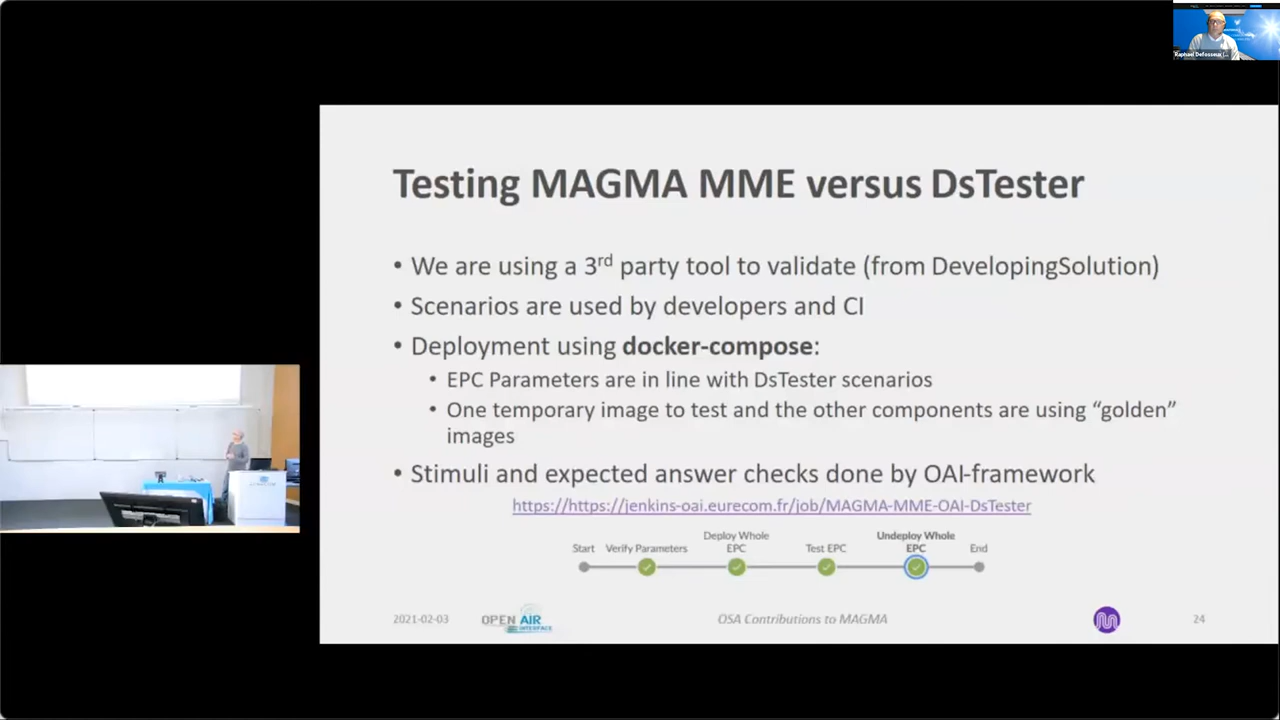 Raphael Defosseux (...
Testing MAGMA MME versus DsTester
• We are using a 3rd party tool to validate (from DevelopingSolution)
• Scenarios are used by developers and CI
• Deployment using docker-compose:
• EPC Parameters are in line with DsTester scenarios
• One temporary image to test and the other components are using “golden”
images
• Stimuli and expected answer checks done by OAI-framework
https://https://jenkins-oai.eurecom.fr/job/MAGMA-MME-OAI-DsTester
Start Verify Parameters Deploy Whole EPC Test EPC Undeploy Whole EPC End
2021-02-03 OPEN AIR INTERFACE OSA Contributions to MAGMA 24